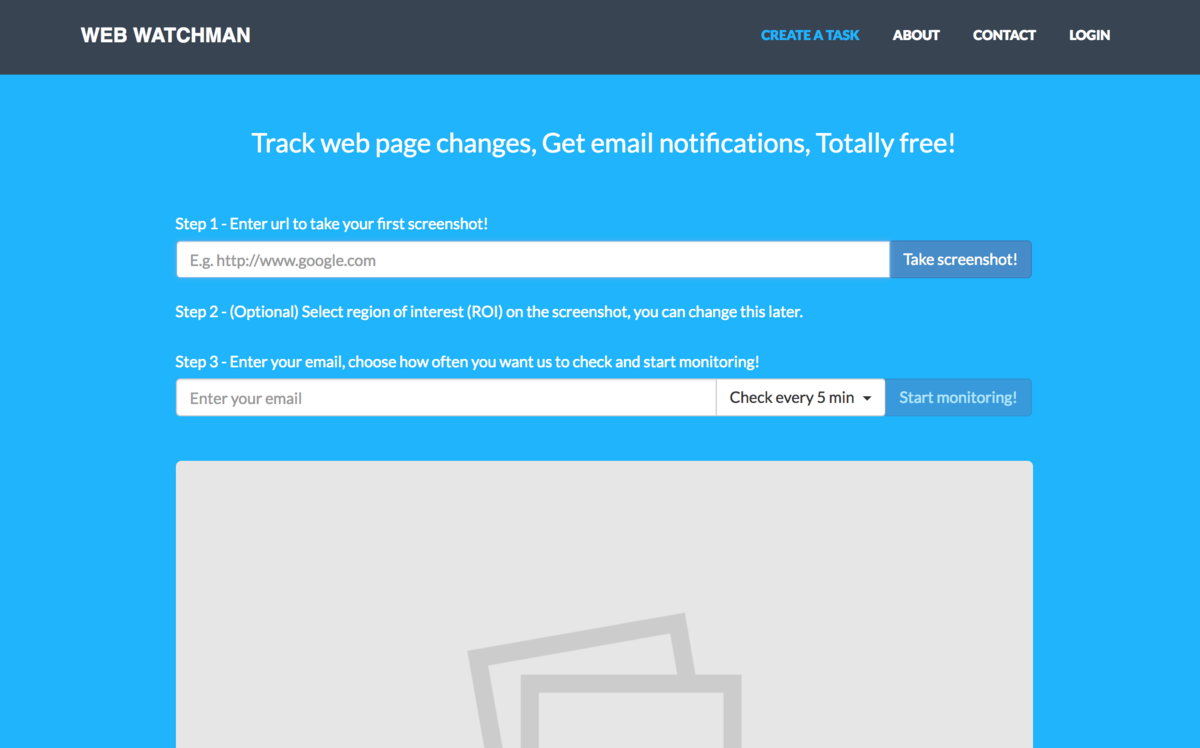 WEB WATCHMAN
CREATE A TASK ABOUT CONTACT LOGIN
Track web page changes, Get email notifications, Totally free!
Step 1 - Enter url to take your first screenshot!
E.g. http://www.google.com Take screenshot!
Step 2 - (Optional) Select region of interest (ROI) on the screenshot, you can change this later.
Step 3 - Enter your email, choose how often you want us to check and start monitoring!
Enter your email Check every 5 min Start monitoring!